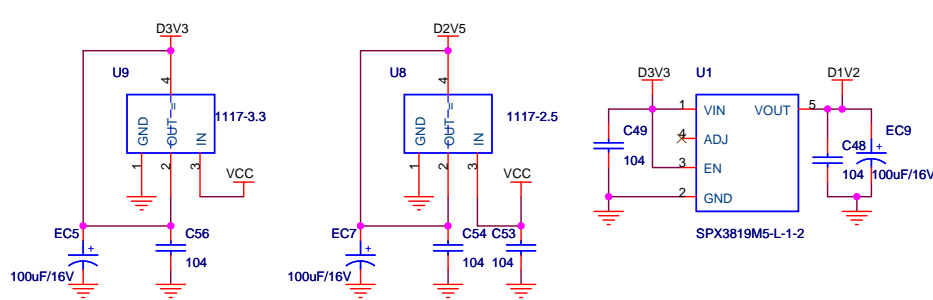 D3V3
U9
4
1117-3.3
GND
OUT
IN
1
2
3
VCC
EC5
+
100uF/16V
C56
104
D2V5
U8
4
1117-2.5
GND
OUT
IN
1
2
3
VCC
EC7
+
100uF/16V
C54
104
C53
104
D3V3
U1
D1V2
1
VIN
VOUT
5
4
ADJ
3
EN
2
GND
C49
104
C48
104
EC9
+
100uF/16V
SPX3819M5-L-1-2